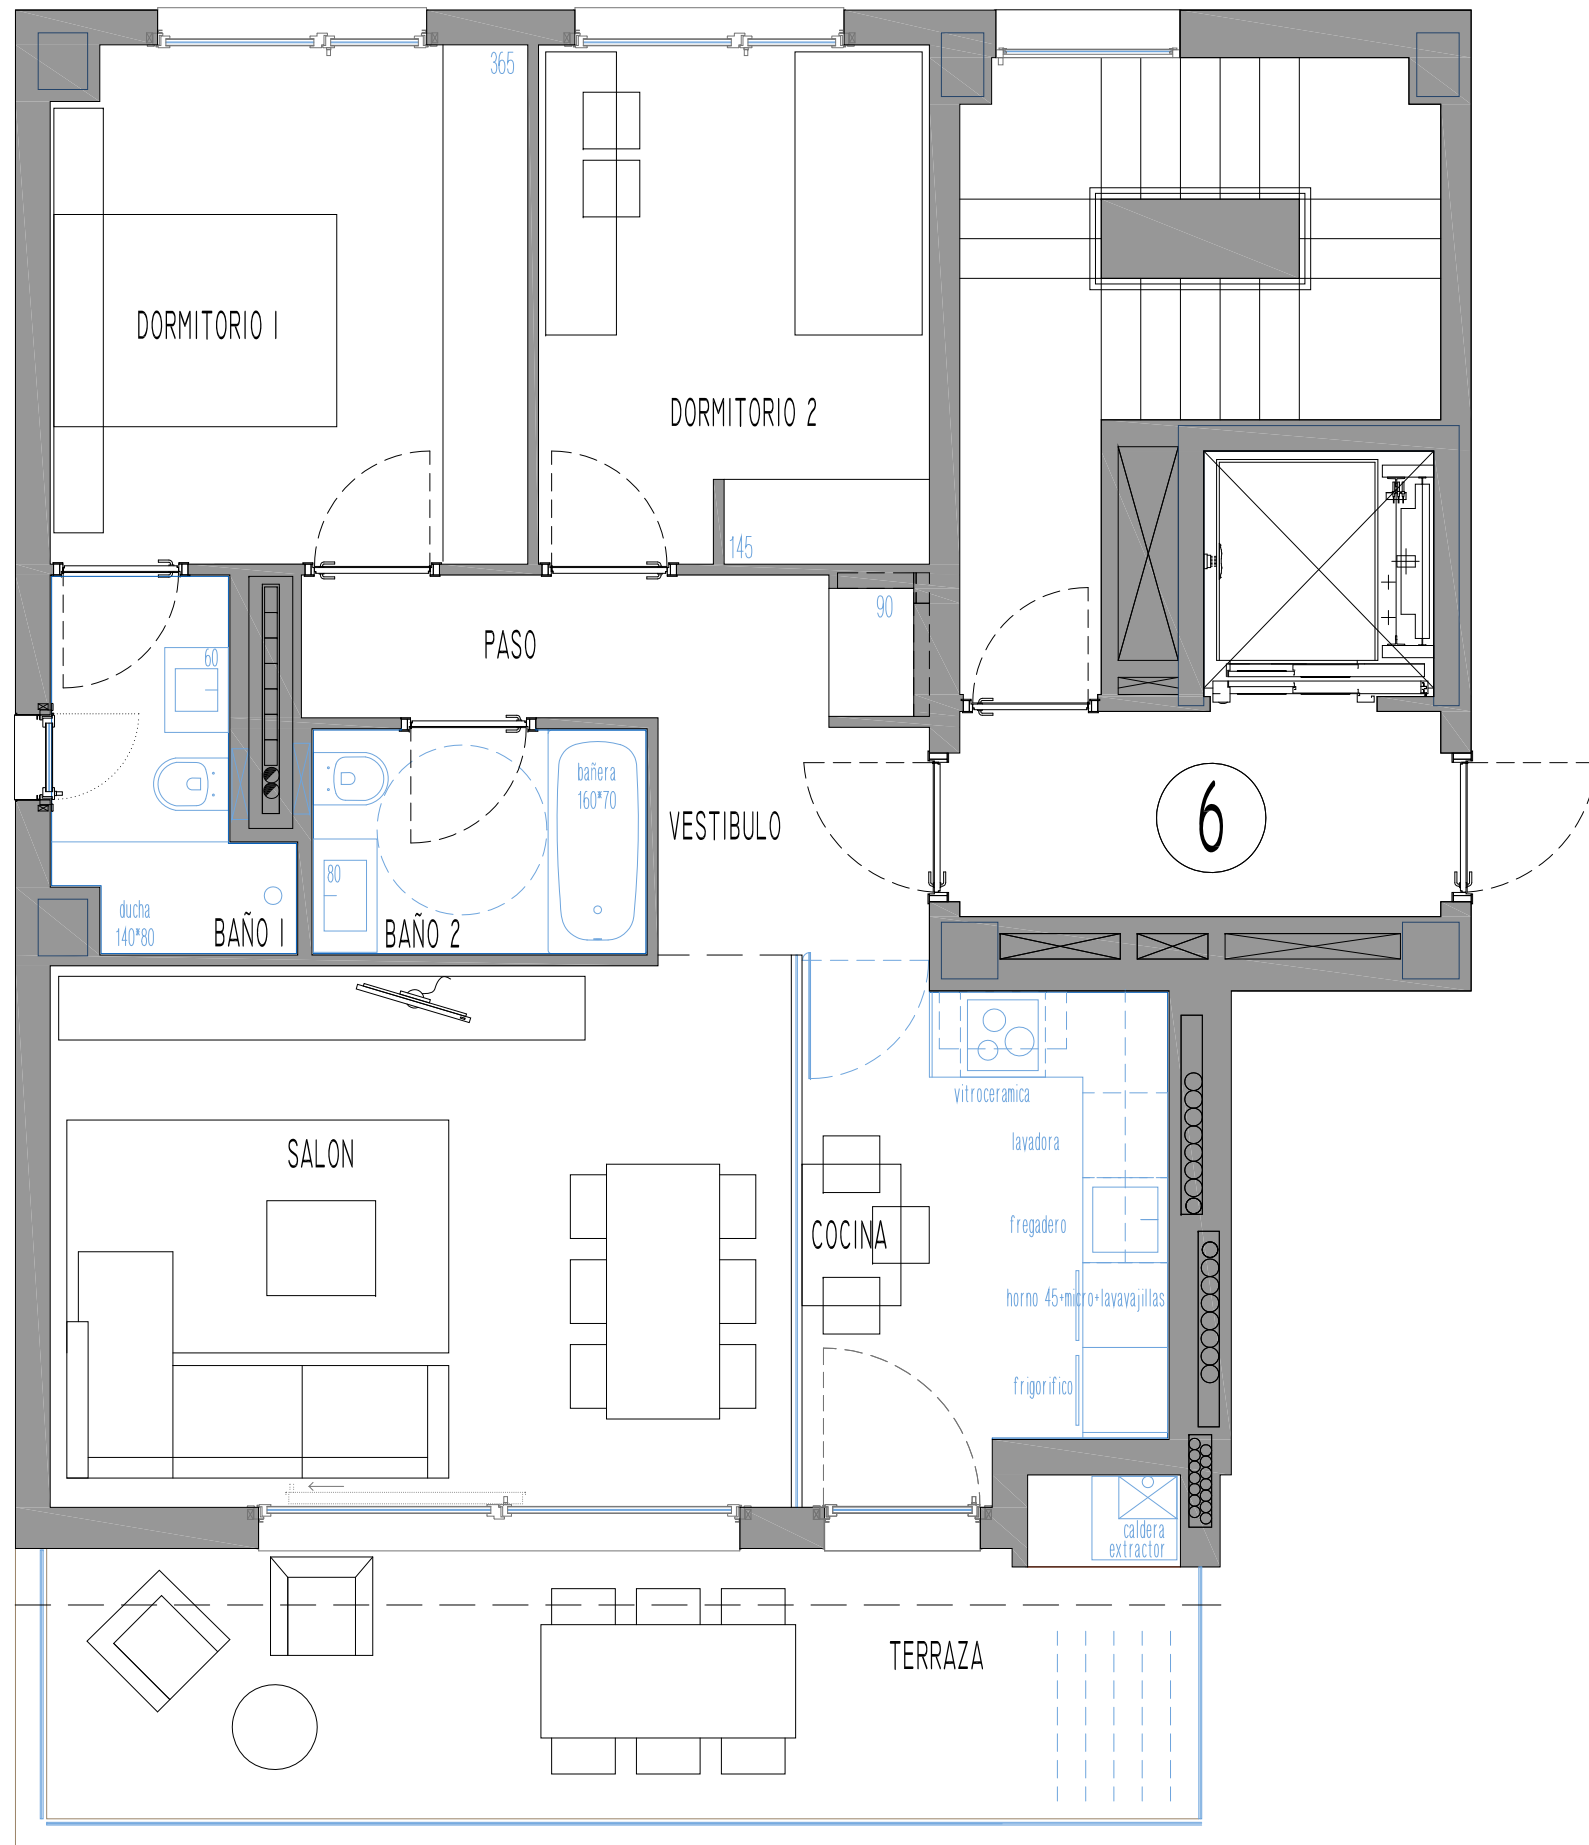 365
DORMITORIO 1
DORMITORIO 2
145
90
PASO
60
bañera
160*70
VESTIBULO
6
80
ducha
140*80
BAÑO 1
BAÑO 2
vitroceramica
lavadora
SALON
fregadero
COCINA
horno 45+micro+lavavajillas
frigorifico
caldera
extractor
TERRAZA